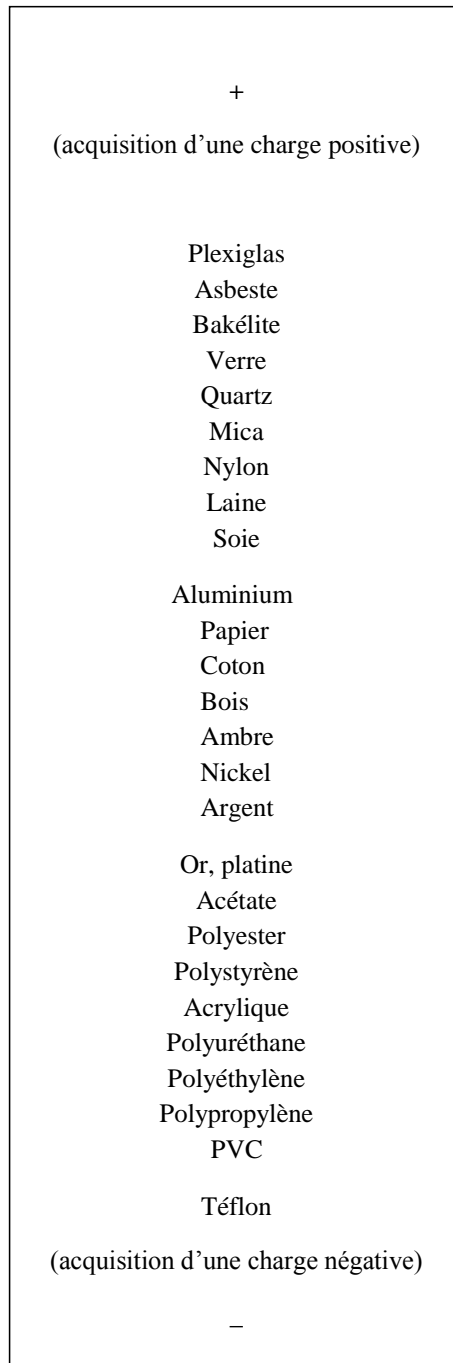 +
(acquisition d’une charge positive)
Plexiglas
Asbeste
Bakélite
Verre
Quartz
Mica
Nylon
Laine
Soie
Aluminium
Papier
Coton
Bois
Ambre
Nickel
Argent
Or, platine
Acétate
Polyester
Polystyrène
Acrylique
Polyuréthane
Polyéthylène
Polypropylène
PVC
Téflon
(acquisition d’une charge négative)
–